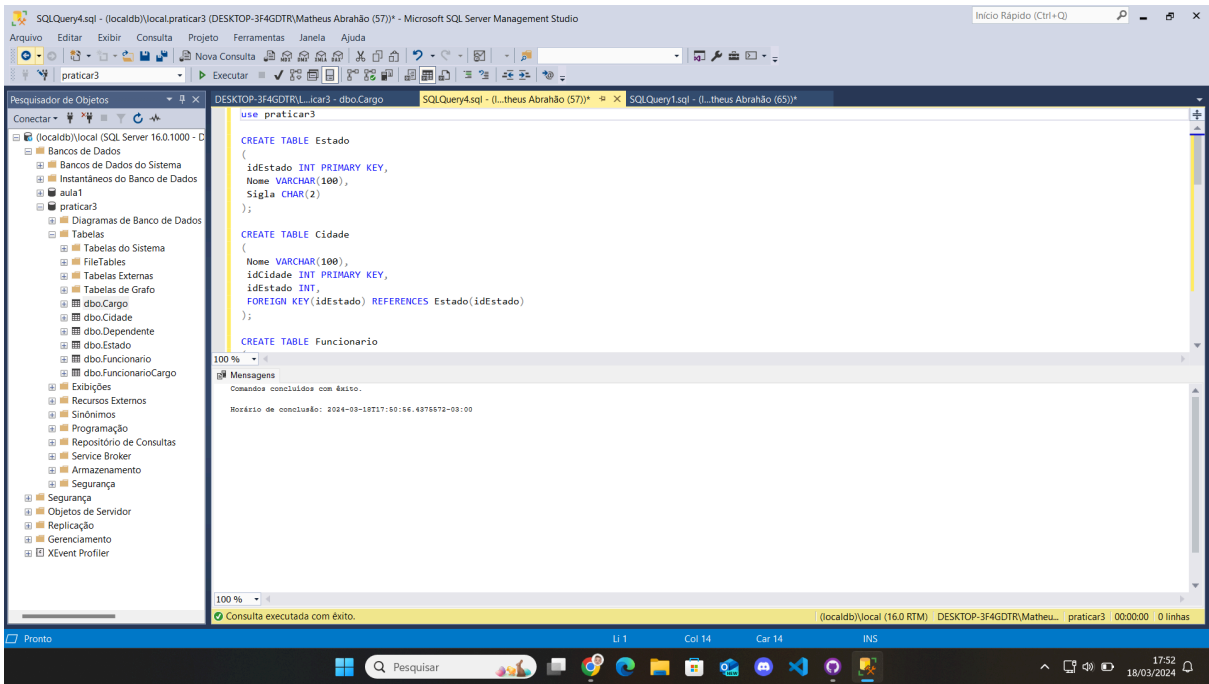 SQLQuery4.sql - (localdb)\local.praticar3 (DESKTOP-3F4GDTR\Matheus Abrahão (57))* - Microsoft SQL Server Management Studio
Início Rápido (Ctrl+Q)
Arquivo Editar Exibir Consulta Projeto Ferramentas Janela Ajuda
Nova Consulta
praticar3 Executar
Pesquisador de Objetos
DESKTOP-3F4GDTR\L...icar3 - dbo.Cargo SQLQuery4.sql - (l...theus Abrahão (57))* SQLQuery1.sql - (l...theus Abrahão (65))*
Conectar
(localdb)\local (SQL Server 16.0.1000 - D
Bancos de Dados
Bancos de Dados do Sistema
Instantâneos do Banco de Dados
aula1
praticar3
Diagramas de Banco de Dados
Tabelas
Tabelas do Sistema
FileTables
Tabelas Externas
Tabelas de Grafo
dbo.Cargo
dbo.Cidade
dbo.Dependente
dbo.Estado
dbo.Funcionario
dbo.FuncionarioCargo
Exibições
Recursos Externos
Sinônimos
Programação
Repositório de Consultas
Service Broker
Armazenamento
Segurança
Segurança
Objetos de Servidor
Replicação
Gerenciamento
XEvent Profiler
use praticar3
CREATE TABLE Estado
(
idEstado INT PRIMARY KEY,
Nome VARCHAR(100),
Sigla CHAR(2)
);
CREATE TABLE Cidade
(
Nome VARCHAR(100),
idCidade INT PRIMARY KEY,
idEstado INT,
FOREIGN KEY(idEstado) REFERENCES Estado(idEstado)
);
CREATE TABLE Funcionario
100 %
Mensagens
Comandos concluídos com êxito.
Horário de conclusão: 2024-03-18T17:50:56.4375572-03:00
100 %
Consulta executada com êxito.
(localdb)\local (16.0 RTM) DESKTOP-3F4GDTR\Matheu... praticar3 00:00:00 0 linhas
Pronto Li 1 Col 14 Car 14 INS
Pesquisar
17:52
18/03/2024